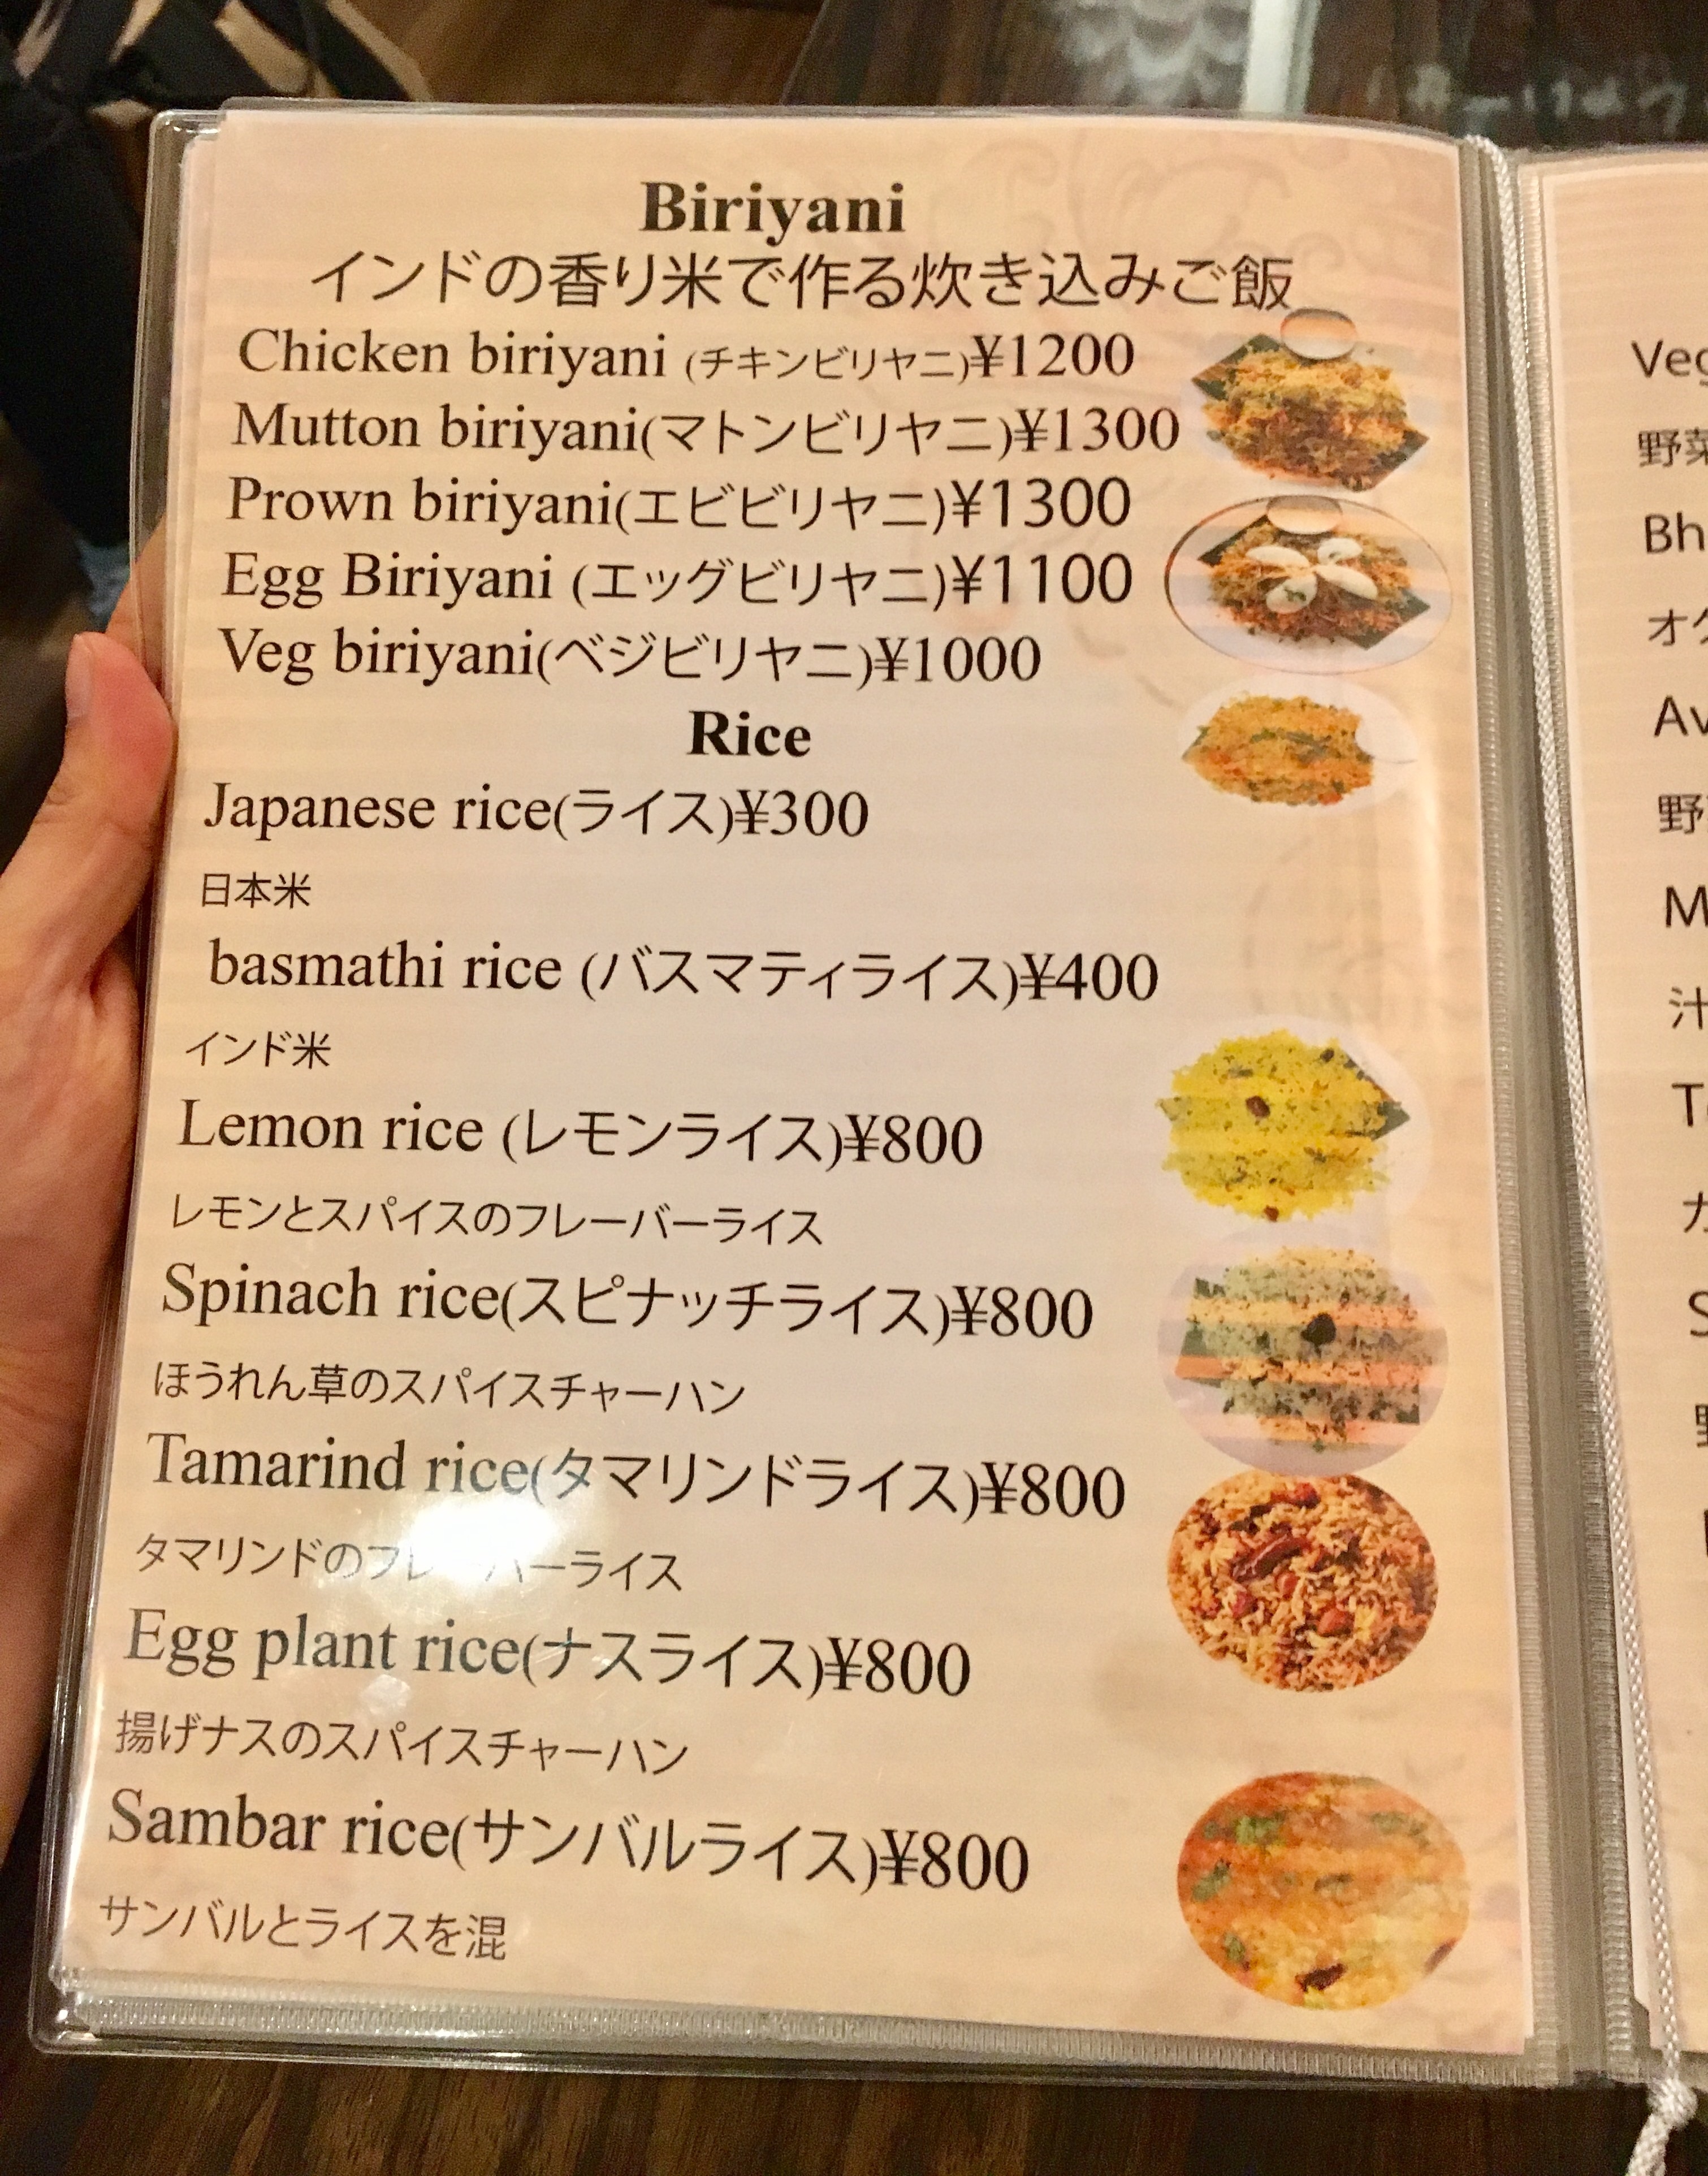 Biriyani
インドの香り米で作る炊き込みご飯
Chicken biriyani (チキンビリヤニ)¥1200
Mutton biriyani(マトンビリヤニ)¥1300
Prown biriyani(エビビリヤニ)¥1300
Egg Biriyani (エッグビリヤニ)¥1100
Veg biriyani(ベジビリヤニ)¥1000
Rice
Japanese rice(ライス)¥300
日本米
basmathi rice (バスマティライス)¥400
インド米
Lemon rice (レモンライス)¥800
レモンとスパイスのフレーバーライス
Spinach rice(スピナッチライス)¥800
ほうれん草のスパイスチャーハン
Tamarind rice(タマリンドライス)¥800
タマリンドのフレーバーライス
Egg plant rice(ナスライス)¥800
揚げナスのスパイスチャーハン
Sambar rice(サンバルライス)¥800
サンバルとライスを混
Veg
野菜
Bh
オク
Av
野
M
汁